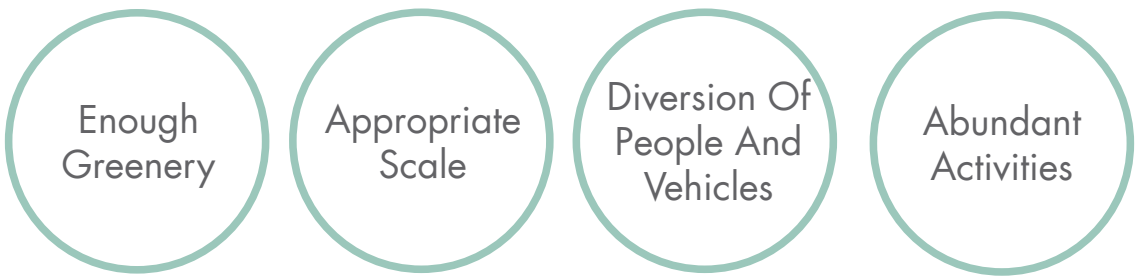 Enough
Greenery
Appropriate
Scale
Diversion Of
People And
Vehicles
Abundant
Activities